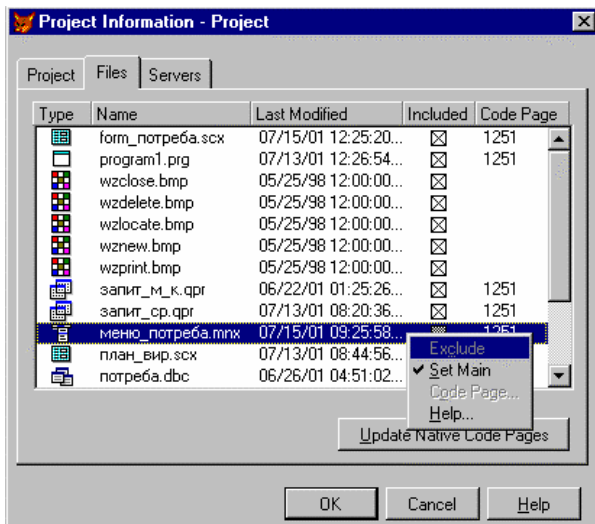 Project Information - Project
Project Files Servers
Type Name Last Modified Included Code Page
form_потреба.scx 07/15/01 12:25:20... 1251
program1.prg 07/13/01 12:26:54... 1251
wzclose.bmp 05/25/98 12:00:00...
wzdelete.bmp 05/25/98 12:00:00...
wzlocate.bmp 05/25/98 12:00:00...
wznew.bmp 05/25/98 12:00:00...
wzprint.bmp 05/25/98 12:00:00...
запит_м_к.qpr 06/22/01 01:25:26... 1251
запит_ср.qpr 07/13/01 08:20:36... 1251
меню_потреба.mnx 07/15/01 09:25:58... 1251
план_вир.scx 07/13/01 08:44:56...
потреба.dbc 06/26/01 04:51:02...
Exclude
Set Main
Code Page...
Help...
Update Native Code Pages
OK Cancel Help